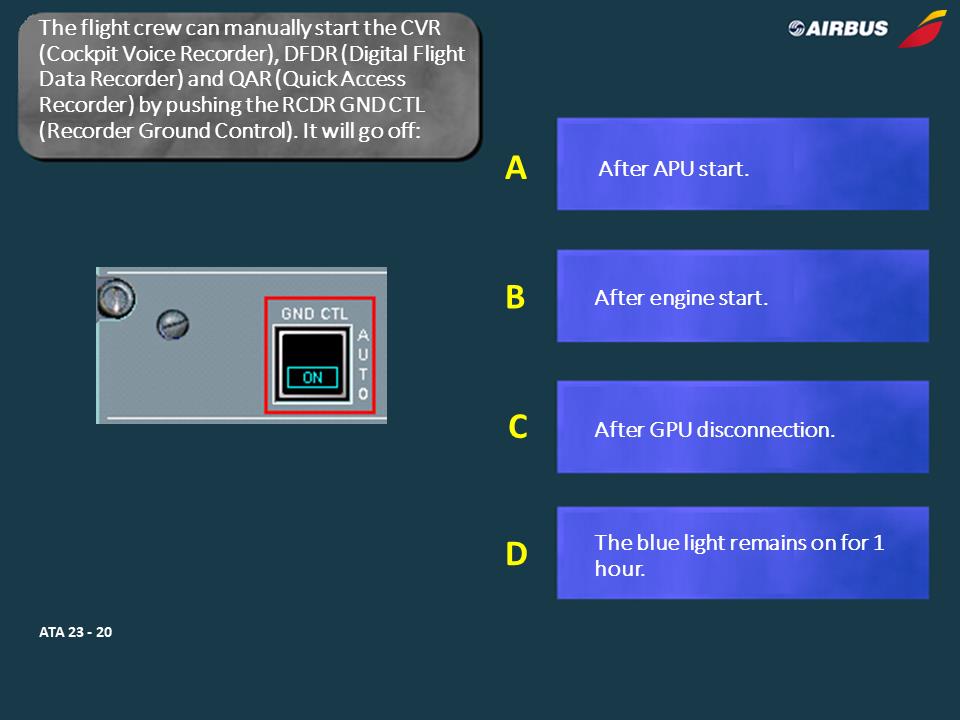 The flight crew can manually start the CVR
(Cockpit Voice Recorder), DFDR (Digital Flight
Data Recorder) and QAR (Quick Access
Recorder) by pushing the RCDR GND CTL
(Recorder Ground Control). It will go off:
AIRBUS
A
After APU start.
B
After engine start.
GND CTL
ON
AUTO
C
After GPU disconnection.
D
The blue light remains on for 1
hour.
ATA 23 - 20